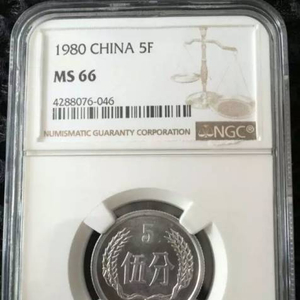 1980 CHINA 5F
MS 66
4288076-046
NUMISMATIC GUARANTY CORPORATION
NGC®
5
伍分